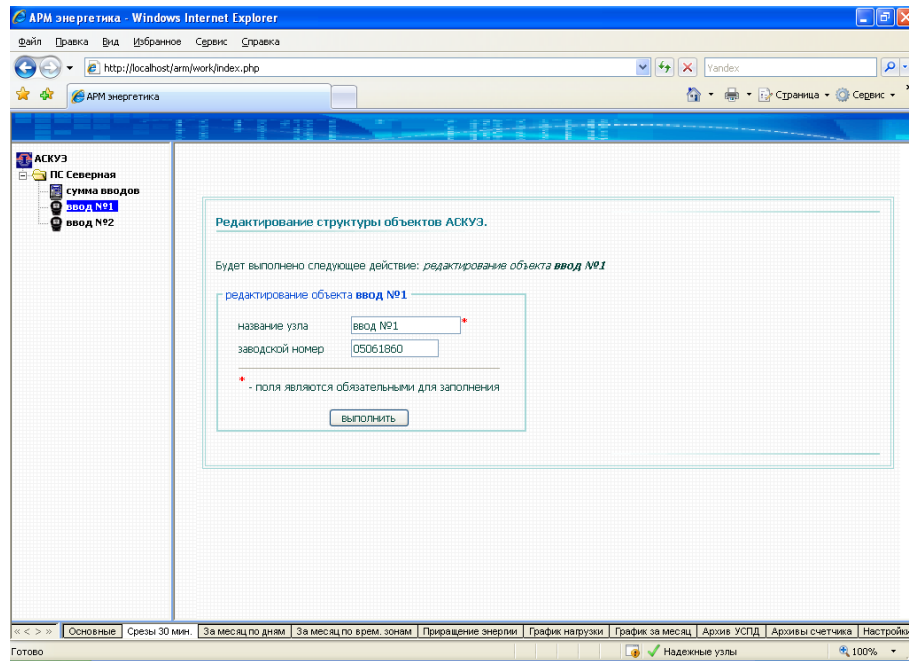 АРМ энергетика - Windows Internet Explorer
Файл Правка Вид Избранное Сервис Справка
http://localhost/arm/work/index.php
Yandex
АРМ энергетика
Страница Сервис
АСКУЭ
ПС Северная
сумма вводов
ввод №1
ввод №2
Редактирование структуры объектов АСКУЭ.
Будет выполнено следующее действие: редактирование объекта ввод №1
редактирование объекта ввод №1
название узла ввод №1 *
заводской номер 05061860
* - поля являются обязательными для заполнения
выполнить
« < > » Основные Срезы 30 мин. За месяц по дням За месяц по врем. зонам Приращение энергии График нагрузки График за месяц Архив УСПД Архивы счетчика Настройки
Готово Надежные узлы 100%